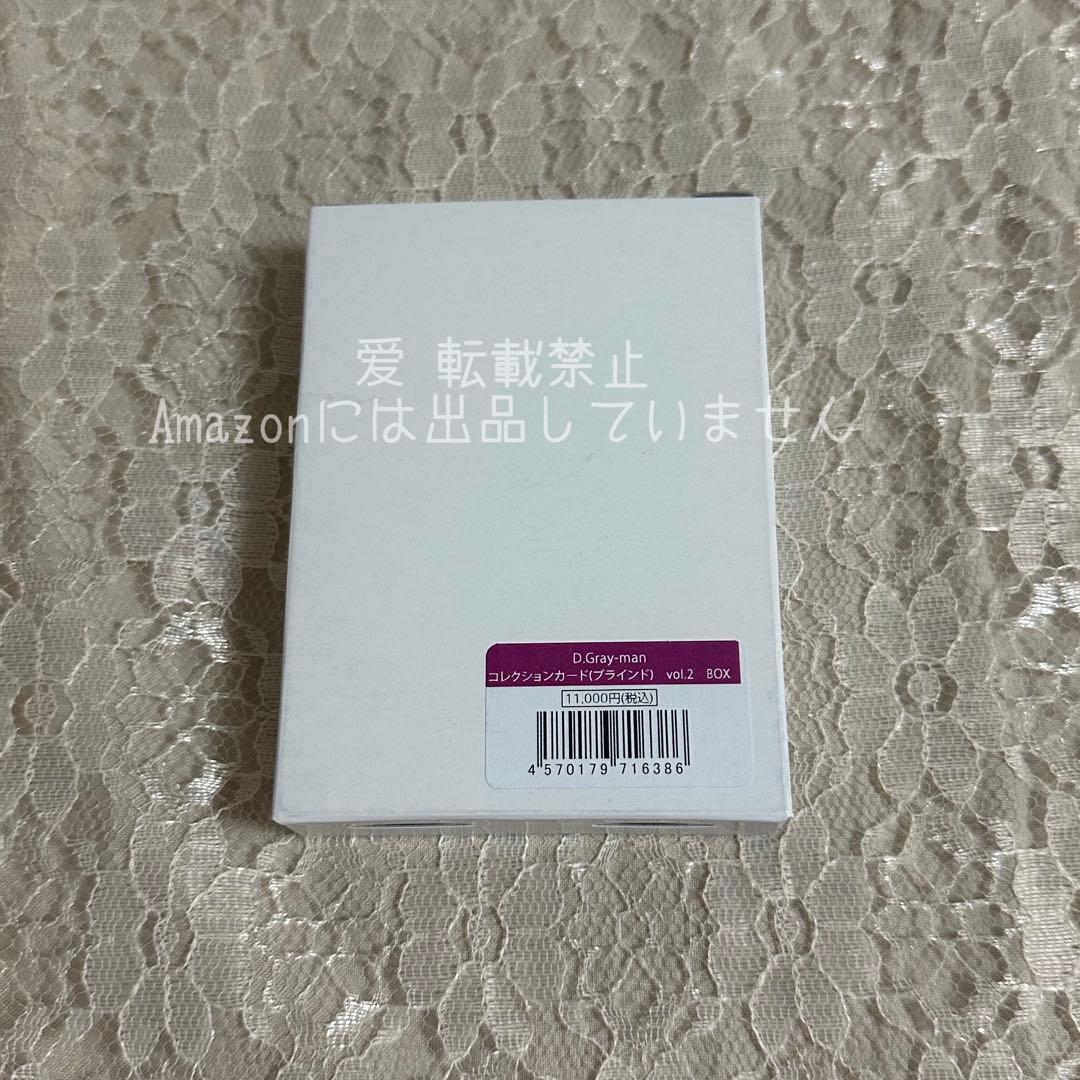 爱 転載禁止
Amazonには出品していません
D.Gray-man
コレクションカード(ブラインド) vol.2 BOX
11,000円(税込)
4 570179 716386